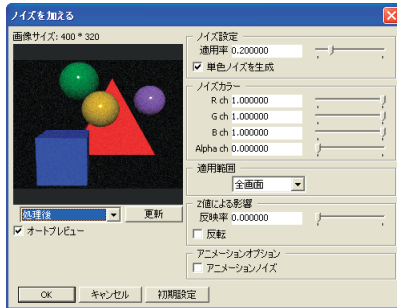 ノイズを加える
画像サイズ: 400 * 320
処理後
更新
オートプレビュー
ノイズ設定
適用率 0.200000
単色ノイズを生成
ノイズカラー
R ch 1.000000
G ch 1.000000
B ch 1.000000
Alpha ch 0.000000
適用範囲
全画面
Z値による影響
反映率 0.000000
反転
アニメーションオプション
アニメーションノイズ
OK
キャンセル
初期設定